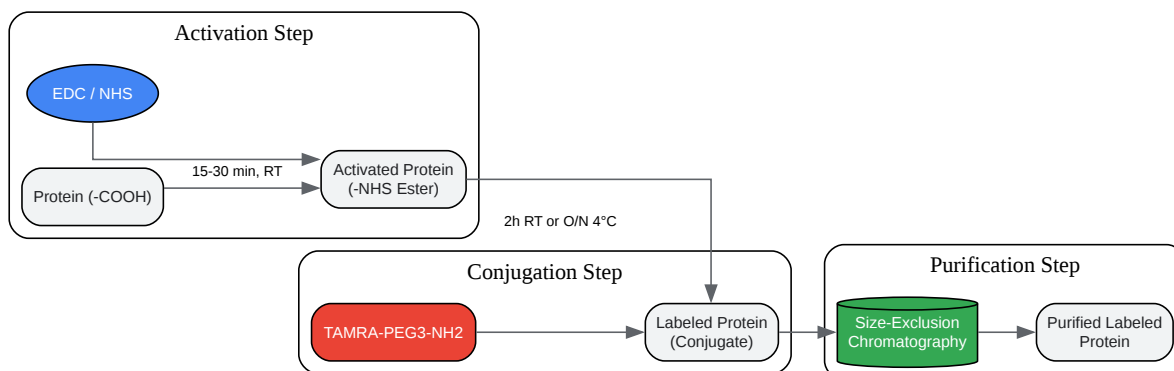 Activation Step
EDC / NHS
15-30 min, RT
Protein (-COOH)
Activated Protein
(-NHS Ester)
2h RT or O/N 4°C
Conjugation Step
TAMRA-PEG3-NH2
Labeled Protein
(Conjugate)
Purification Step
Size-Exclusion
Chromatography
Purified Labeled
Protein